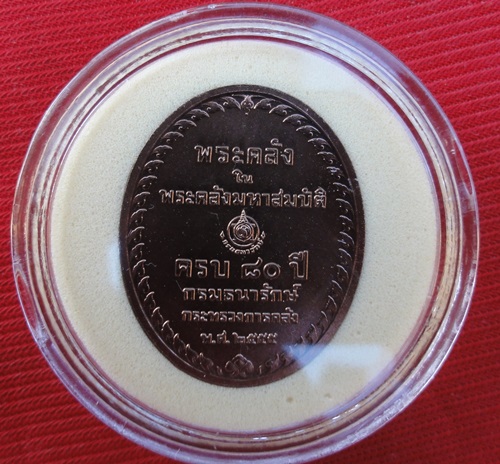 พระคลัง
ใน
พระคลังมหาสมบัติ
ครบ ๘๐ ปี
กรมธนารักษ์
กระทรวงการคลัง
พ.ศ. ๒๕๕๕